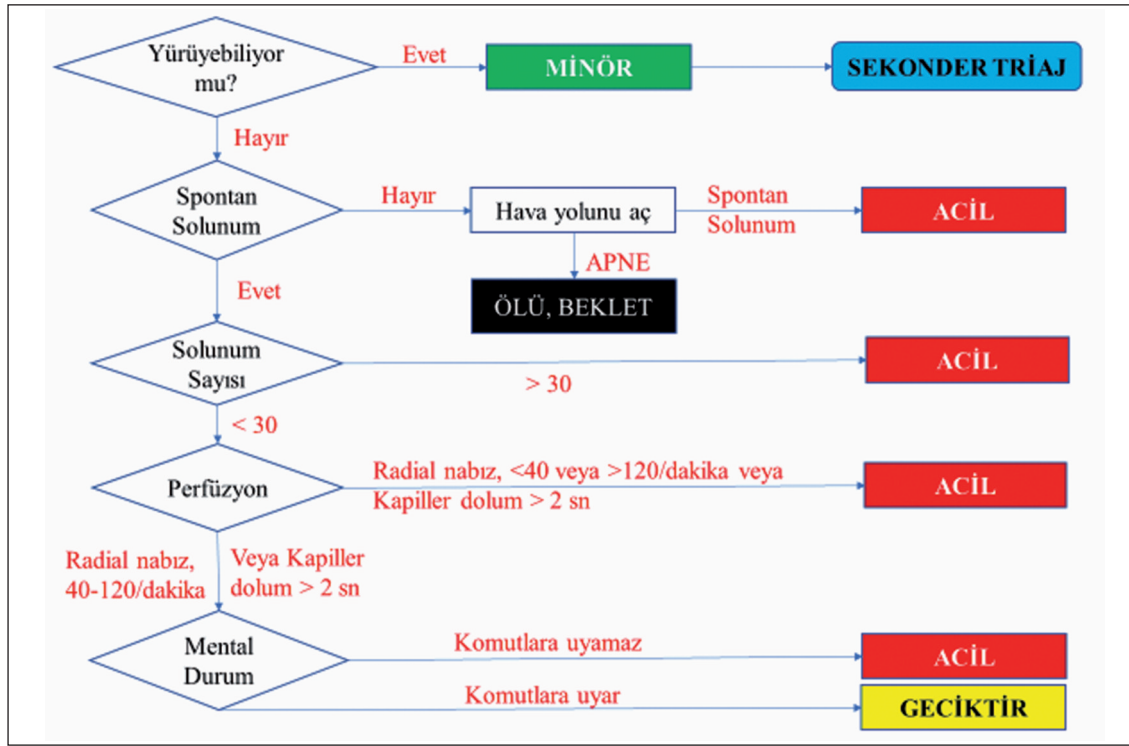 Yürüyebiliyor
mu?
Evet
MİNÖR
SEKONDER TRİAJ
Hayır
Spontan
Solunum
Hayır
Hava yolunu aç
Spontan
Solunum
ACİL
APNE
ÖLÜ, BEKLET
Evet
Solunum
Sayısı
> 30
ACİL
< 30
Perfüzyon
Radial nabız, <40 veya >120/dakika veya
Kapiller dolum > 2 sn
ACİL
Radial nabız,
40-120/dakika
Veya Kapiller
dolum > 2 sn
Mental
Durum
Komutlara uyamaz
ACİL
Komutlara uyar
GECİKTİR